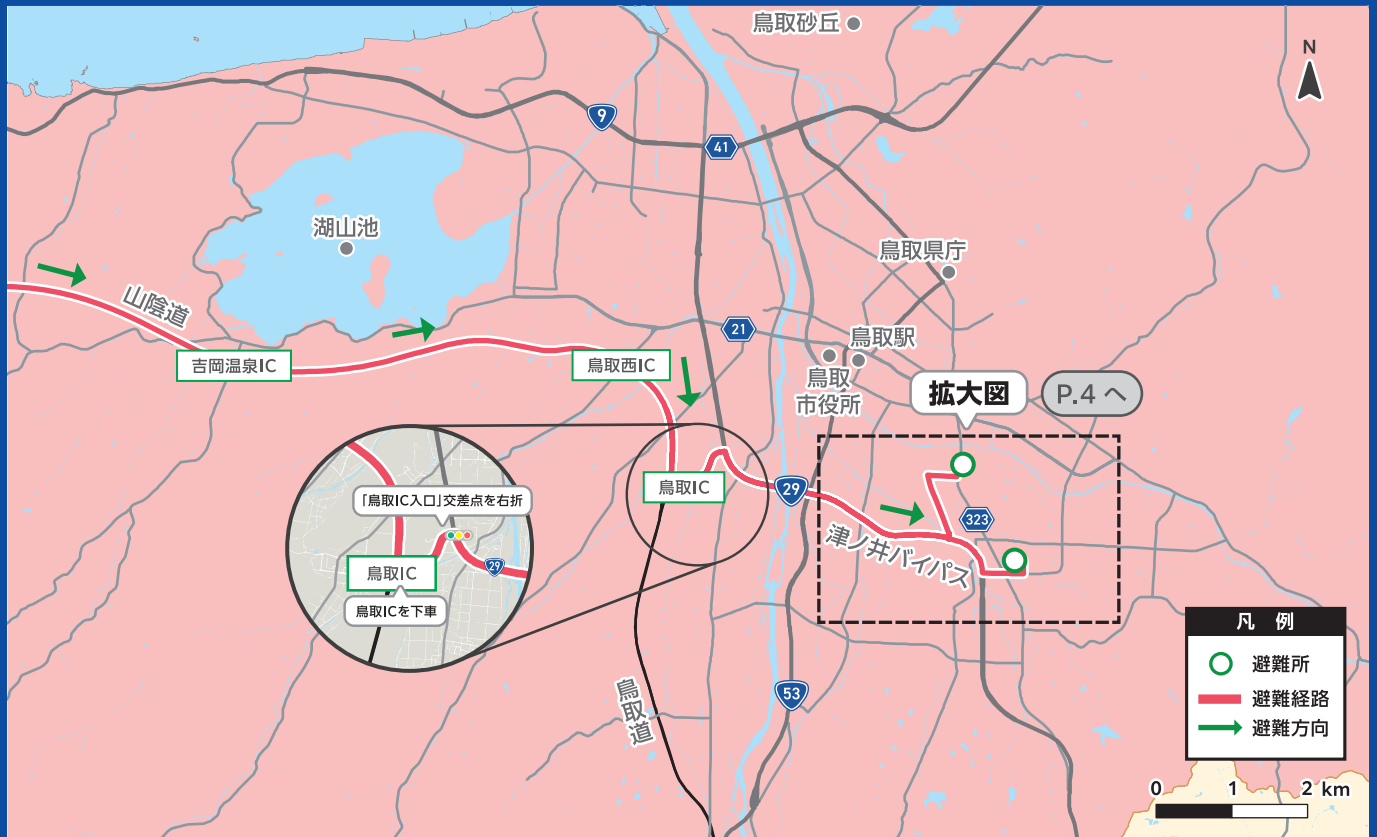 鳥取砂丘
N
9
41
湖山池
鳥取県庁
山陰道
21
鳥取駅
吉岡温泉IC
鳥取西IC
鳥取
市役所
拡大図
P.4 へ
鳥取IC
29
「鳥取IC入口」交差点を右折
323
津ノ井バイパス
鳥取IC
29
鳥取ICを下車
凡 例
避難所
避難経路
避難方向
鳥取道
53
0 1 2 km